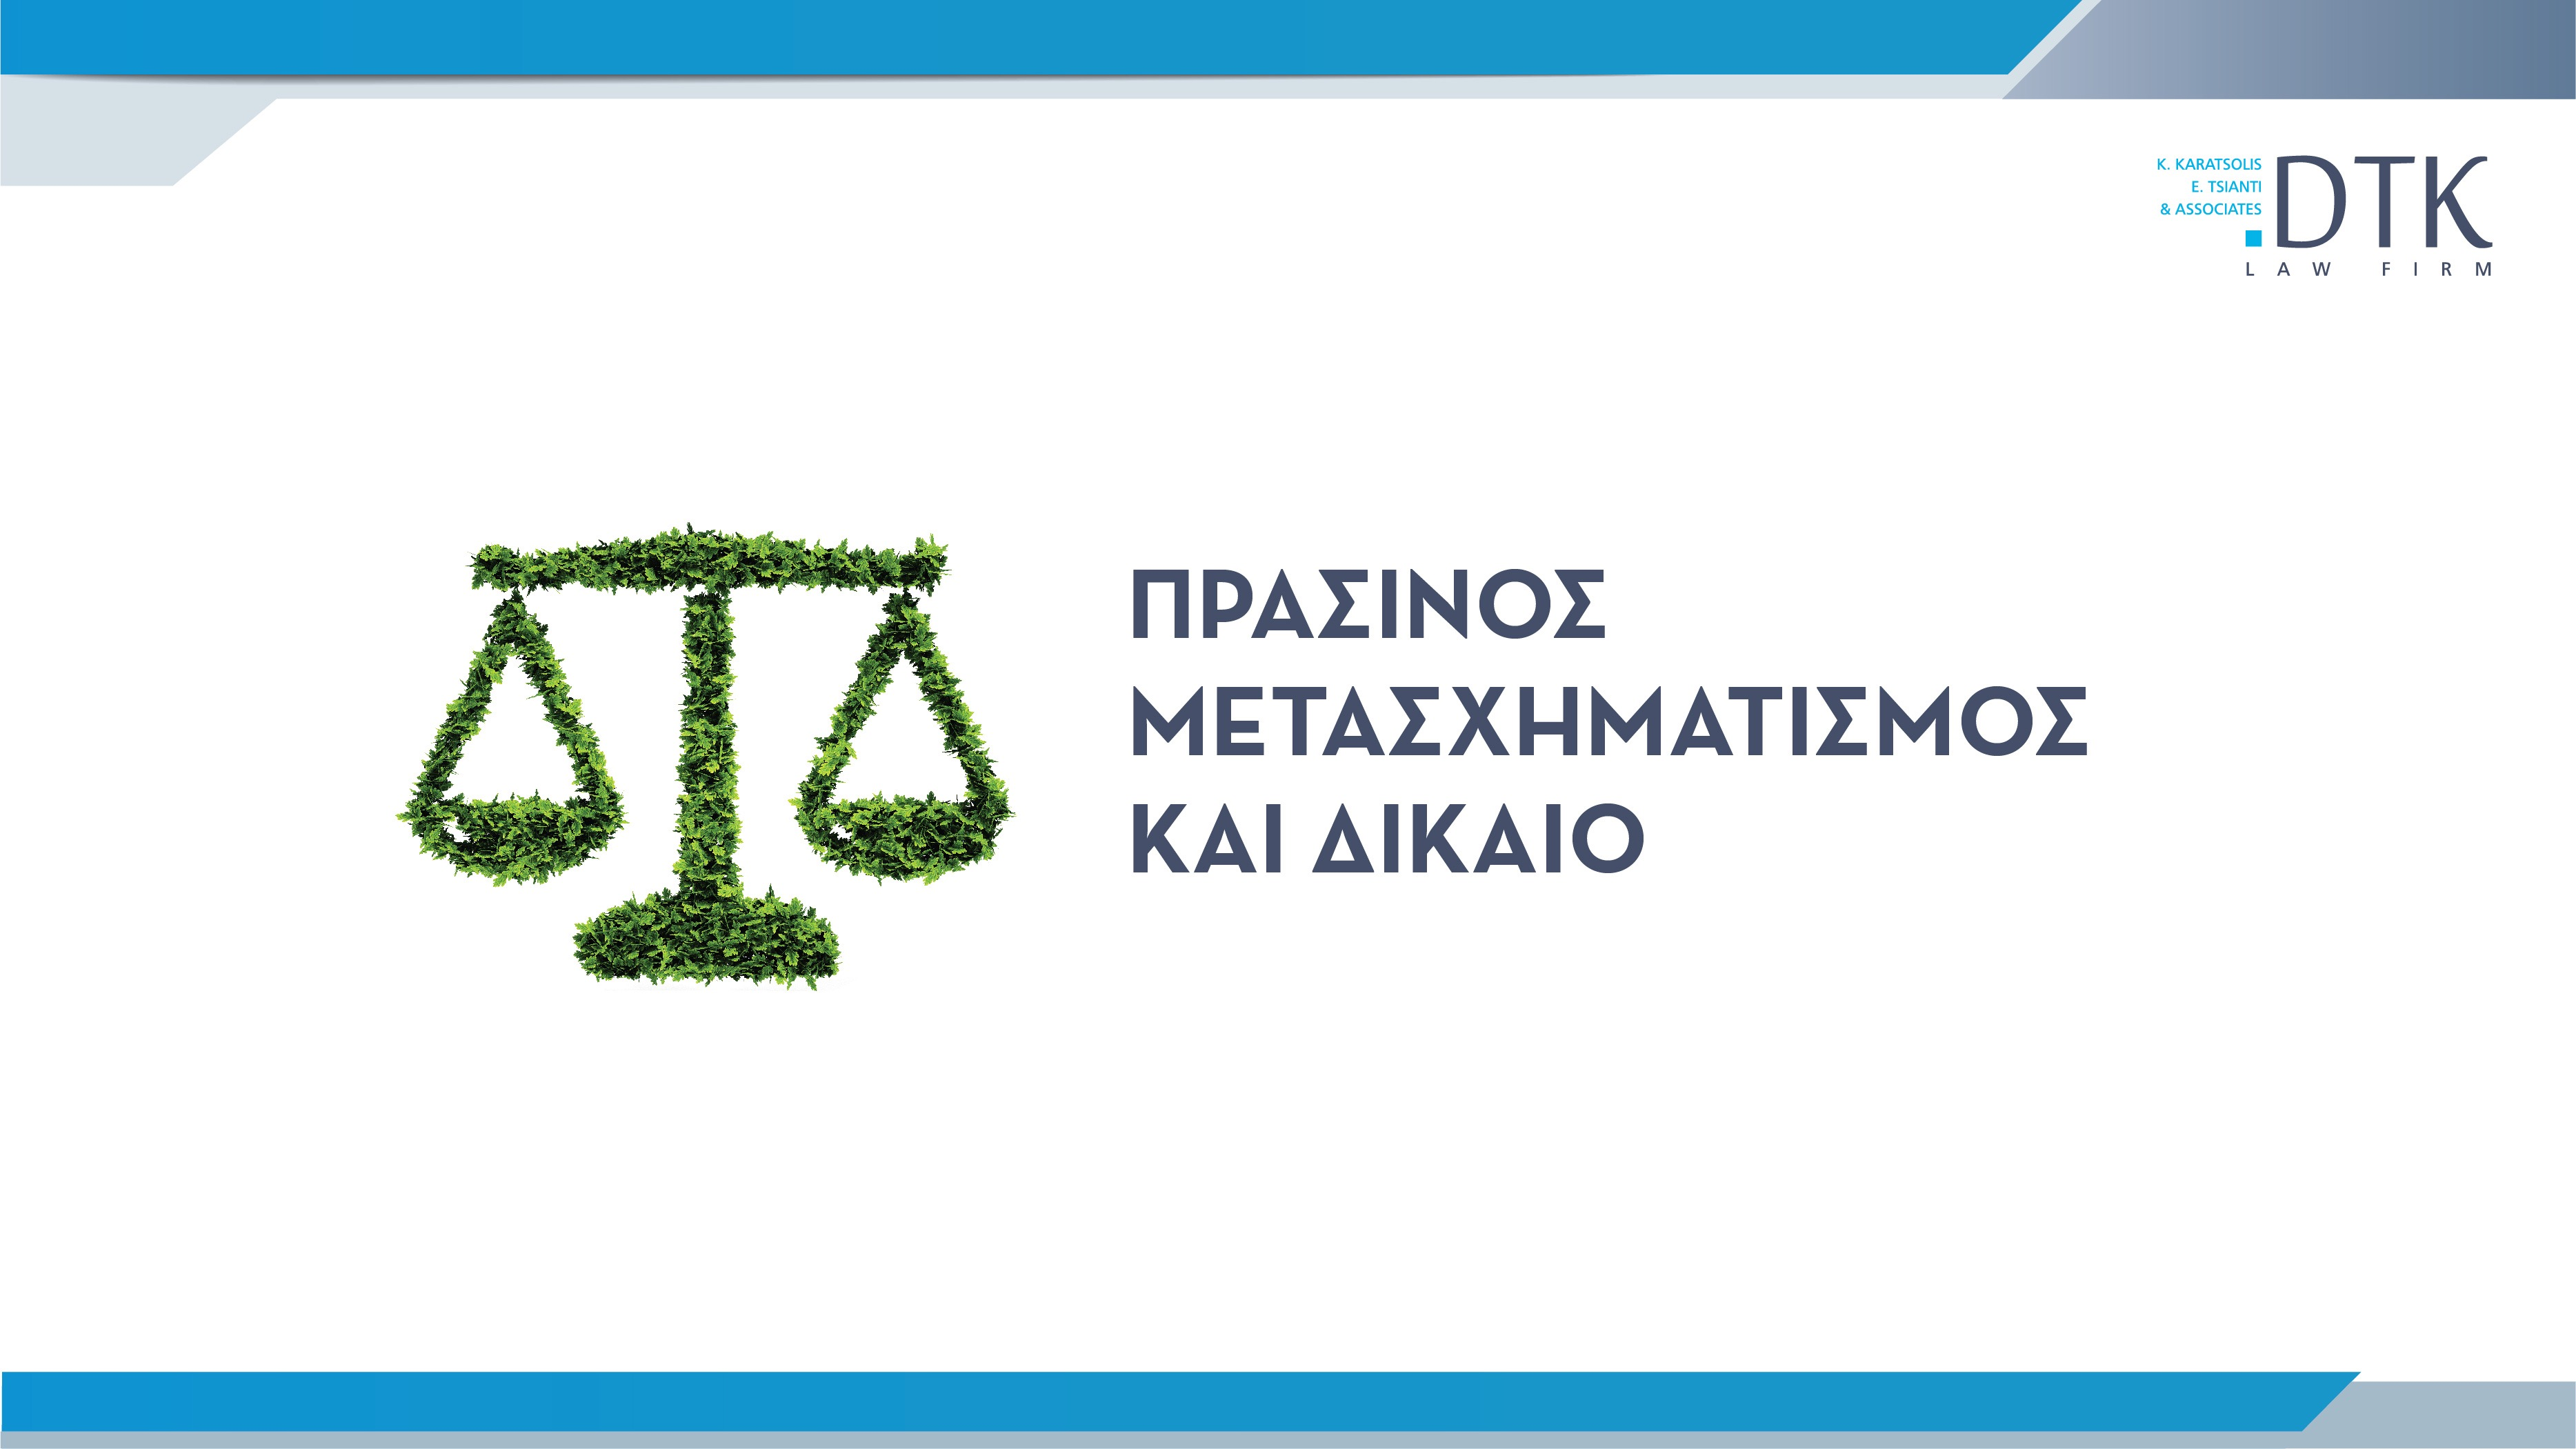 K. KARATSOLIS
E. TSIANTI
& ASSOCIATES
DTK
LAW FIRM
ΠΡΑΣΙΝΟΣ
ΜΕΤΑΣΧΗΜΑΤΙΣΜΟΣ
ΚΑΙ ΔΙΚΑΙΟ